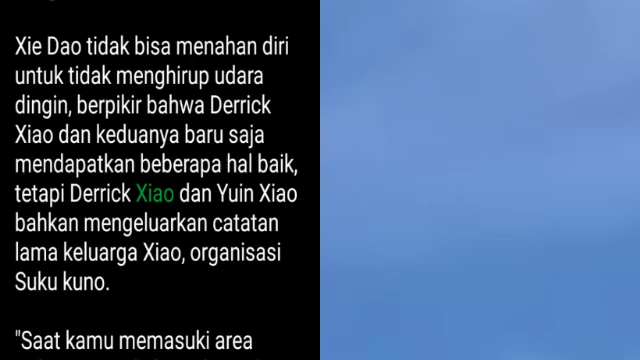 Xie Dao tidak bisa menahan diri
untuk tidak menghirup udara
dingin, berpikir bahwa Derrick
Xiao dan keduanya baru saja
mendapatkan beberapa hal baik,
tetapi Derrick Xiao dan Yuin Xiao
bahkan mengeluarkan catatan
lama keluarga Xiao, organisasi
Suku kuno.
"Saat kamu memasuki area